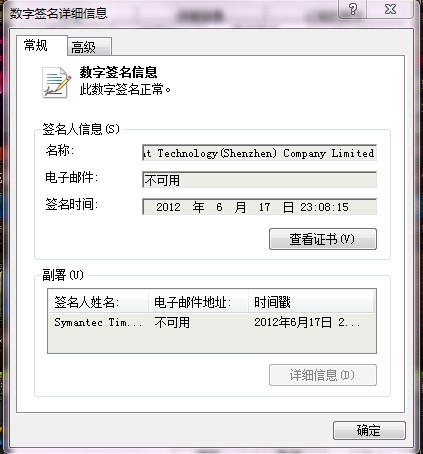 数字签名详细信息
常规 高级
数字签名信息
此数字签名正常。
签名人信息(S)
名称: nt Technology(Shenzhen) Company Limited
电子邮件: 不可用
签名时间: 2012 年 6 月 17 日 23:08:15
查看证书(V)
副署(U)
签名人姓名: 电子邮件地址: 时间戳
Symantec Tim... 不可用 2012年6月17日 2...
详细信息(D)
确定